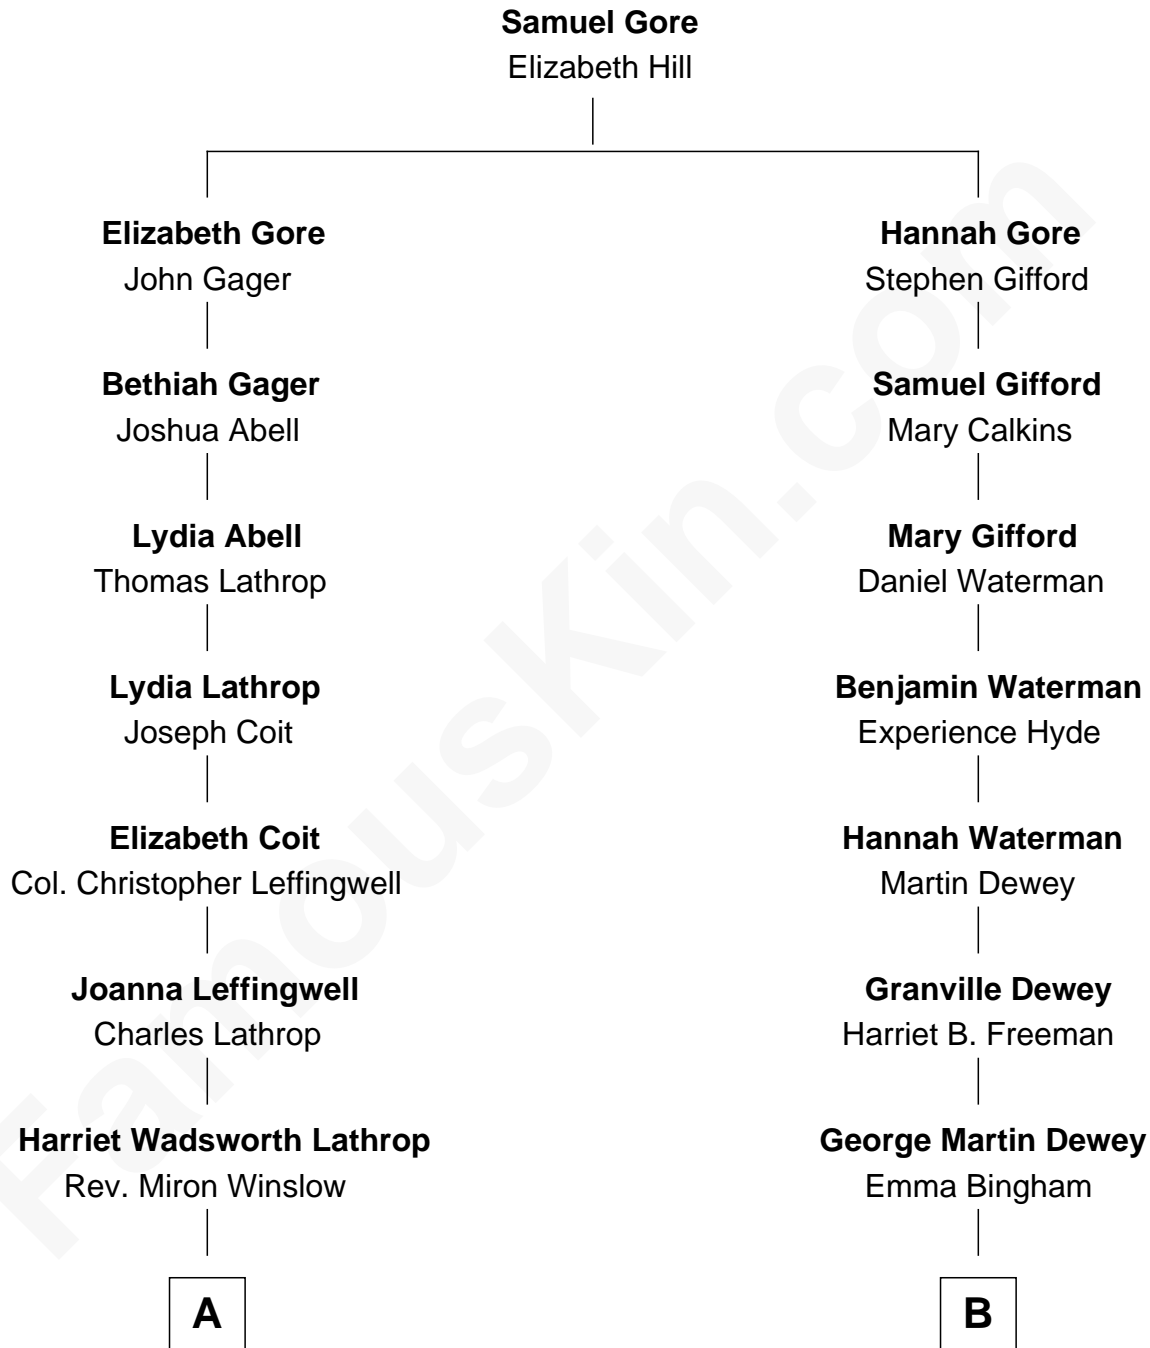 Samuel Gore
Elizabeth Hill
Elizabeth Gore
John Gager
Hannah Gore
Stephen Gifford
Bethiah Gager
Joshua Abell
Samuel Gifford
Mary Calkins
Lydia Abell
Thomas Lathrop
Mary Gifford
Daniel Waterman
Lydia Lathrop
Joseph Coit
Benjamin Waterman
Experience Hyde
Elizabeth Coit
Col. Christopher Leffingwell
Hannah Waterman
Martin Dewey
Joanna Leffingwell
Charles Lathrop
Granville Dewey
Harriet B. Freeman
Harriet Wadsworth Lathrop
Rev. Miron Winslow
George Martin Dewey
Emma Bingham
A
B
FamousKin.com